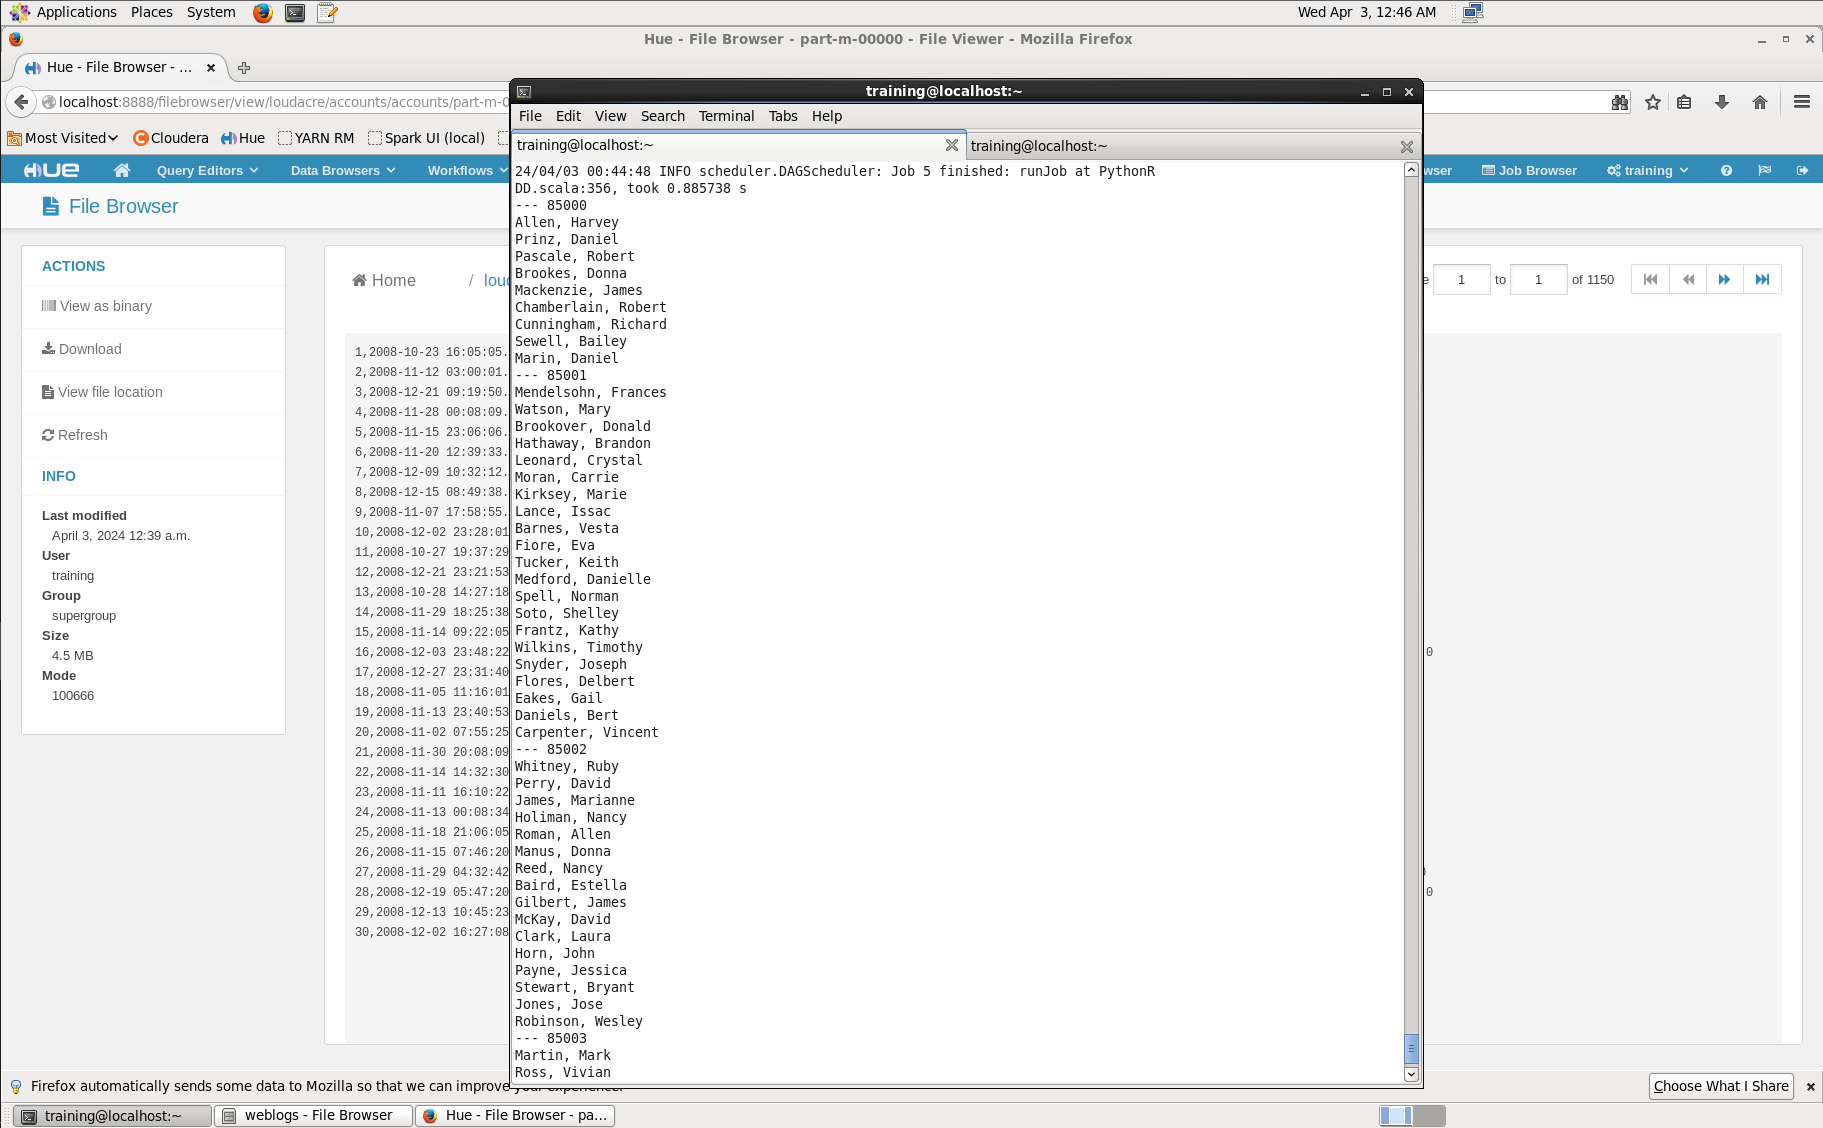 Applications Places System Wed Apr 3, 12:46 AM
Hue - File Browser - part-m-00000 - File Viewer - Mozilla Firefox
Hue - File Browser - ...
localhost:8888/filebrowser/view/loudacre/accounts/accounts/part-m-0
Most Visited Cloudera Hue YARN RM Spark UI (local)
HUE Query Editors Data Browsers Workflows Job Browser training
File Browser
ACTIONS
View as binary
Download
View file location
Refresh
INFO
Last modified
April 3, 2024 12:39 a.m.
User
training
Group
supergroup
Size
4.5 MB
Mode
100666
Home / lou
1 to 1 of 1150
1,2008-10-23 16:05:05.
2,2008-11-12 03:00:01.
3,2008-12-21 09:19:50.
4,2008-11-28 00:08:09.
5,2008-11-15 23:06:06.
6,2008-11-20 12:39:33.
7,2008-12-09 10:32:12.
8,2008-12-15 08:49:38.
9,2008-11-07 17:58:55.
10,2008-12-02 23:28:01
11,2008-10-27 19:37:29
12,2008-12-21 23:21:53
13,2008-10-28 14:27:18
14,2008-11-29 18:25:38
15,2008-11-14 09:22:05
16,2008-12-03 23:48:22 0
17,2008-12-27 23:31:40
18,2008-11-05 11:16:01
19,2008-11-13 23:40:53
20,2008-11-02 07:55:25
21,2008-11-30 20:08:09
22,2008-11-14 14:32:30
23,2008-11-11 16:10:22
24,2008-11-13 00:08:34
25,2008-11-18 21:06:05
26,2008-11-15 07:46:20
27,2008-11-29 04:32:42
28,2008-12-19 05:47:20 0
29,2008-12-13 10:45:23
30,2008-12-02 16:27:08
training@localhost:~
File Edit View Search Terminal Tabs Help
training@localhost:~ training@localhost:~
24/04/03 00:44:48 INFO scheduler.DAGScheduler: Job 5 finished: runJob at PythonR
DD.scala:356, took 0.885738 s
--- 85000
Allen, Harvey
Prinz, Daniel
Pascale, Robert
Brookes, Donna
Mackenzie, James
Chamberlain, Robert
Cunningham, Richard
Sewell, Bailey
Marin, Daniel
--- 85001
Mendelsohn, Frances
Watson, Mary
Brookover, Donald
Hathaway, Brandon
Leonard, Crystal
Moran, Carrie
Kirksey, Marie
Lance, Issac
Barnes, Vesta
Fiore, Eva
Tucker, Keith
Medford, Danielle
Spell, Norman
Soto, Shelley
Frantz, Kathy
Wilkins, Timothy
Snyder, Joseph
Flores, Delbert
Eakes, Gail
Daniels, Bert
Carpenter, Vincent
--- 85002
Whitney, Ruby
Perry, David
James, Marianne
Holiman, Nancy
Roman, Allen
Manus, Donna
Reed, Nancy
Baird, Estella
Gilbert, James
McKay, David
Clark, Laura
Horn, John
Payne, Jessica
Stewart, Bryant
Jones, Jose
Robinson, Wesley
--- 85003
Martin, Mark
Ross, Vivian
Firefox automatically sends some data to Mozilla so that we can improve your experience. Choose What I Share
training@localhost:~ weblogs - File Browser Hue - File Browser - pa...